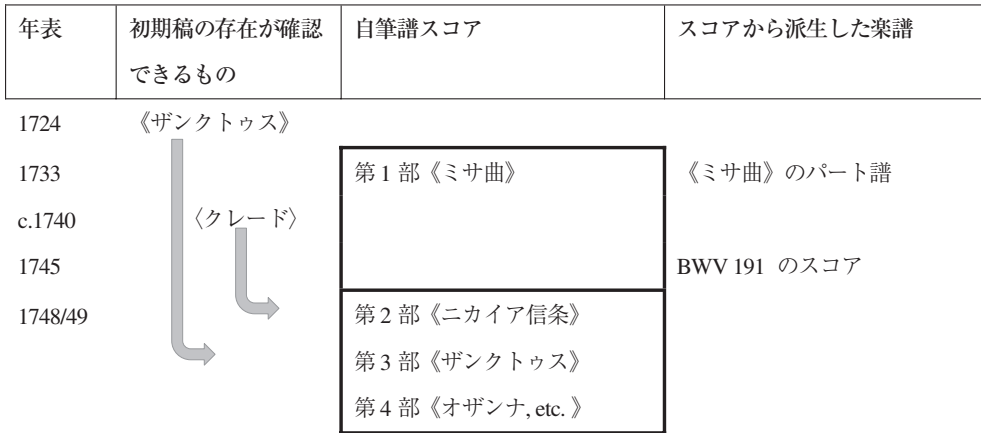 年表 初期稿の存在が確認 自筆譜スコア スコアから派生した楽譜
できるもの
1724 《ザンクトゥス》
1733 第1部《ミサ曲》 《ミサ曲》のパート譜
c.1740 〈クレード〉
1745 BWV 191 のスコア
1748/49 第2部《ニカイア信条》
第3部《ザンクトゥス》
第4部《オザンナ, etc. 》